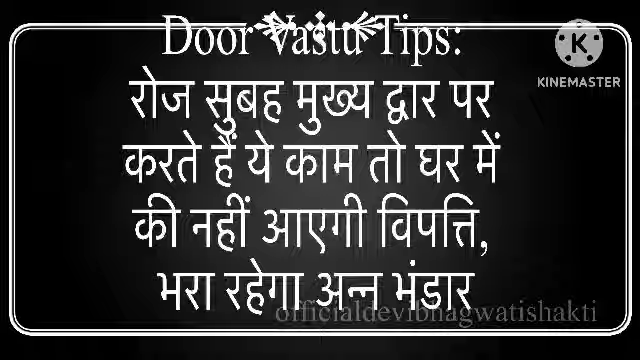 Door Vastu Tips:
KINEMASTER
रोज सुबह मुख्य द्वार पर
करते हैं ये काम तो घर में
की नहीं आएगी विपत्ति,
भरा रहेगा अन्न भंडार
officialdevibhagwatishakti